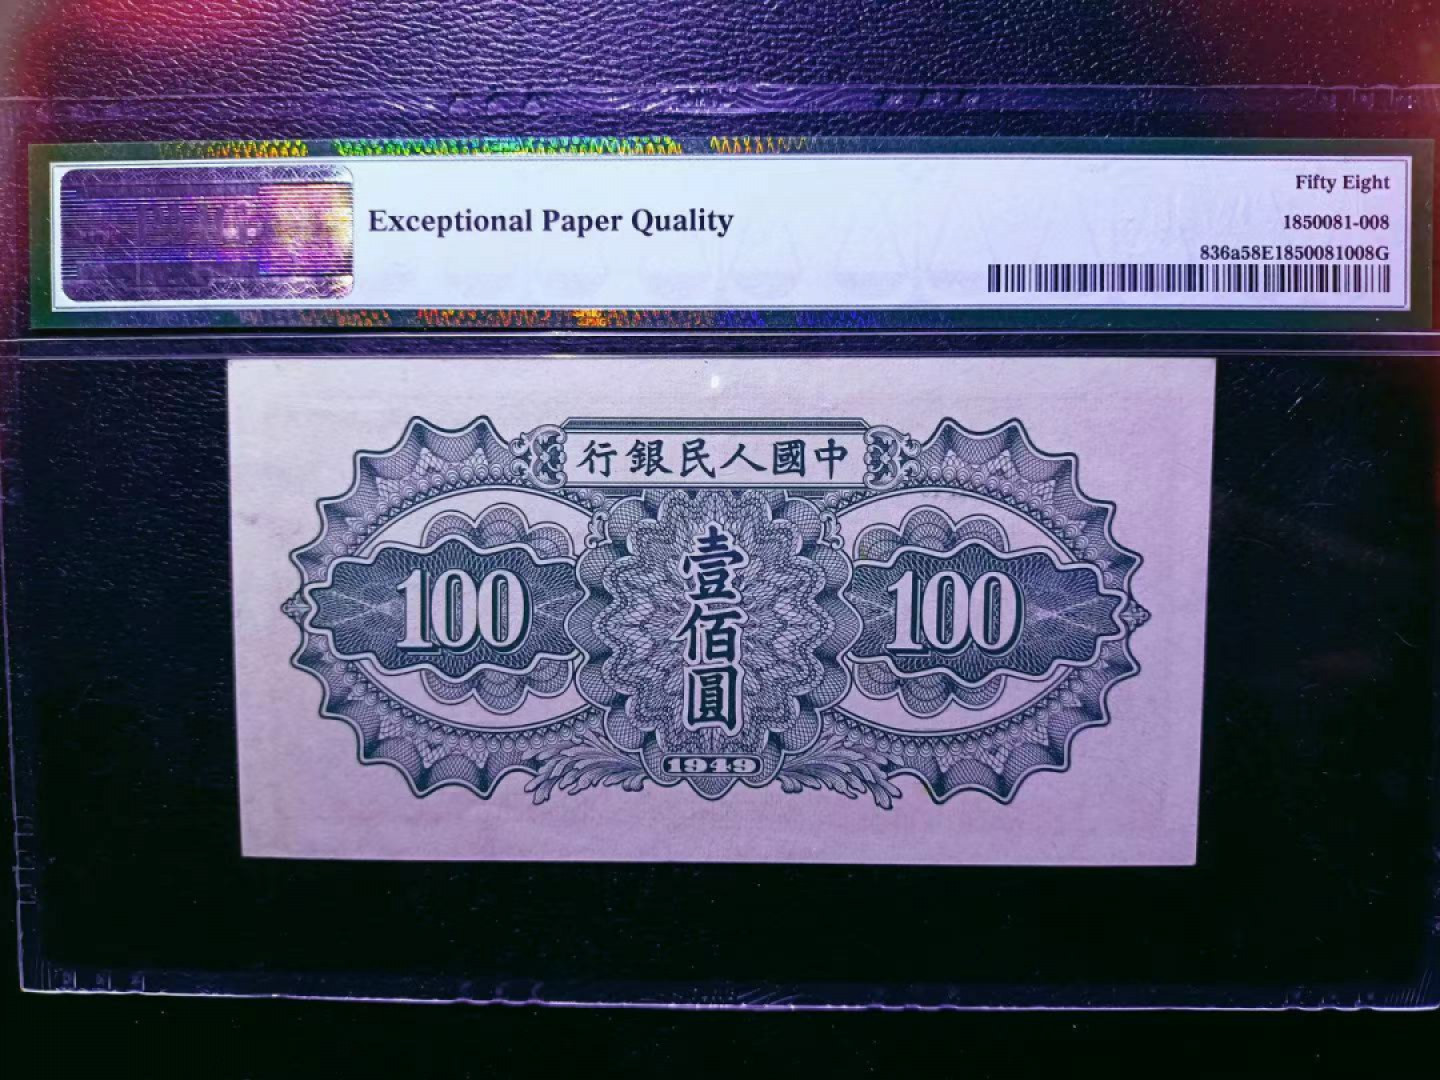 Exceptional Paper Quality
Fifty Eight
1850081-008
836a58E1850081008G
PMG
行銀民人國中
100
壹佰圓
100
1949